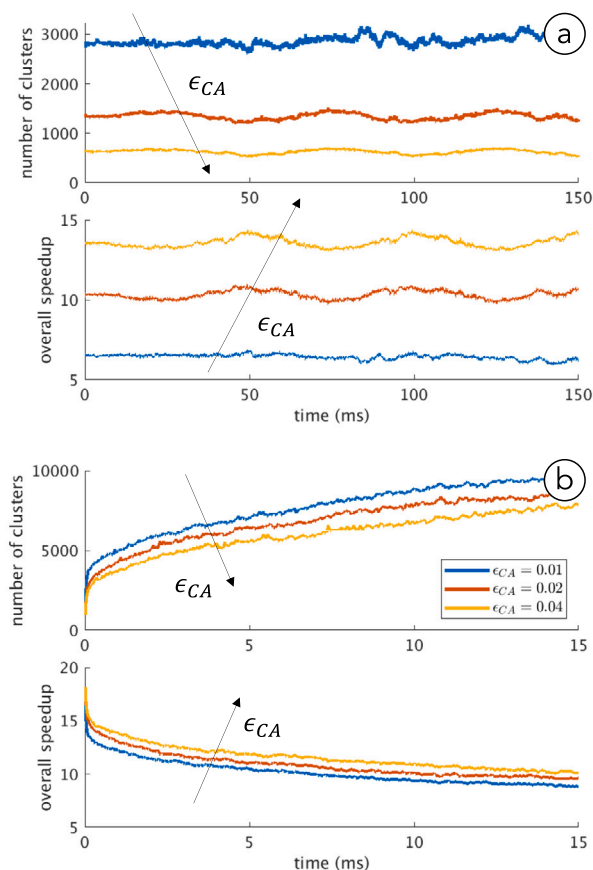 a
3000
2000
1000
0
number of clusters
ϵCA
0
50
100
150
15
10
5
overall speedup
ϵCA
0
50
100
150
time (ms)
b
10000
5000
0
number of clusters
ϵCA
ϵCA = 0.01
ϵCA = 0.02
ϵCA = 0.04
0
5
10
15
20
15
10
5
overall speedup
ϵCA
0
5
10
15
time (ms)